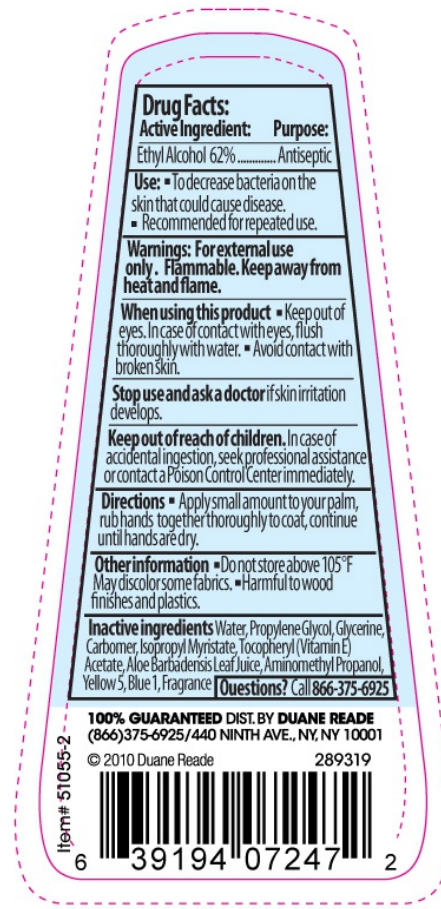 Drug Facts:
Active Ingredient: Purpose:
Ethyl Alcohol 62%............. Antiseptic
Use: ▪ To decrease bacteria on the
skin that could cause disease.
▪ Recommended for repeated use.
Warnings: For external use
only. Flammable. Keep away from
heat and flame.
When using this product ▪ Keep out of
eyes. In case of contact with eyes, flush
thoroughly with water. ▪ Avoid contact with
broken skin.
Stop use and ask a doctor if skin irritation
develops.
Keep out of reach of children. In case of
accidental ingestion, seek professional assistance
or contact a Poison Control Center immediately.
Directions ▪ Apply small amount to your palm,
rub hands together thoroughly to coat, continue
until hands are dry.
Other information ▪ Do not store above 105°F
May discolor some fabrics. ▪ Harmful to wood
finishes and plastics.
Inactive ingredients Water, Propylene Glycol, Glycerine,
Carbomer, Isopropyl Myristate, Tocopheryl (Vitamin E)
Acetate, Aloe Barbadensis Leaf Juice, Aminomethyl Propanol,
Yellow 5, Blue 1, Fragrance Questions? Call 866-375-6925
100% GUARANTEED DIST. BY DUANE READE
(866)375-6925/440 NINTH AVE., NY, NY 10001
© 2010 Duane Reade 289319
Item# 51055-2
6 39194 07247 2